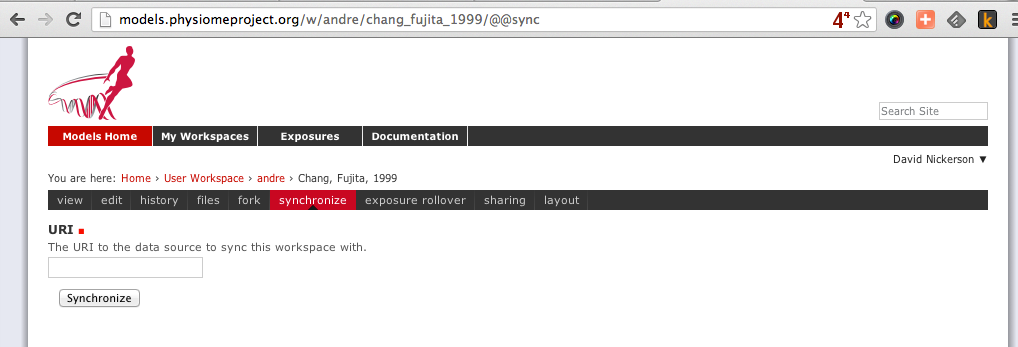 models.physiomeproject.org/w/andre/chang_fujita_1999/@@sync
4⁴
k
Search Site
Models Home My Workspaces Exposures Documentation
David Nickerson ▼
You are here: Home › User Workspace › andre › Chang, Fujita, 1999
view edit history files fork synchronize exposure rollover sharing layout
URI
The URI to the data source to sync this workspace with.
Synchronize